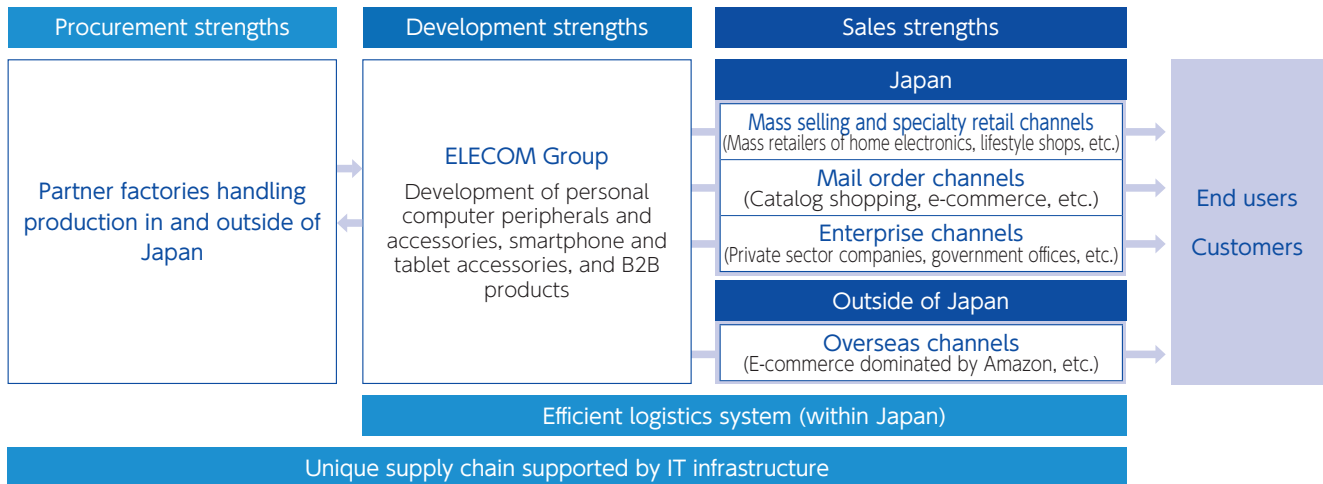 Procurement strengths
Development strengths
Sales strengths
Partner factories handling
production in and outside of
Japan
ELECOM Group
Development of personal
computer peripherals and
accessories, smartphone and
tablet accessories, and B2B
products
Japan
Mass selling and specialty retail channels
(Mass retailers of home electronics, lifestyle shops, etc.)
Mail order channels
(Catalog shopping, e-commerce, etc.)
Enterprise channels
(Private sector companies, government offices, etc.)
Outside of Japan
Overseas channels
(E-commerce dominated by Amazon, etc.)
End users
Customers
Efficient logistics system (within Japan)
Unique supply chain supported by IT infrastructure